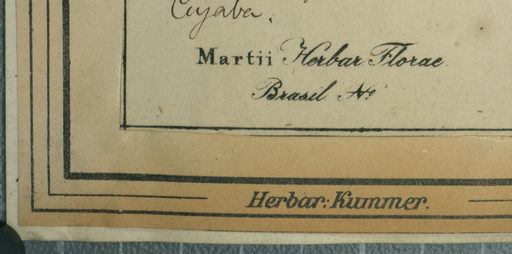 Cuyaba.
Martii Herbar. Florae
Brasil. No
Herbar: Kummer.